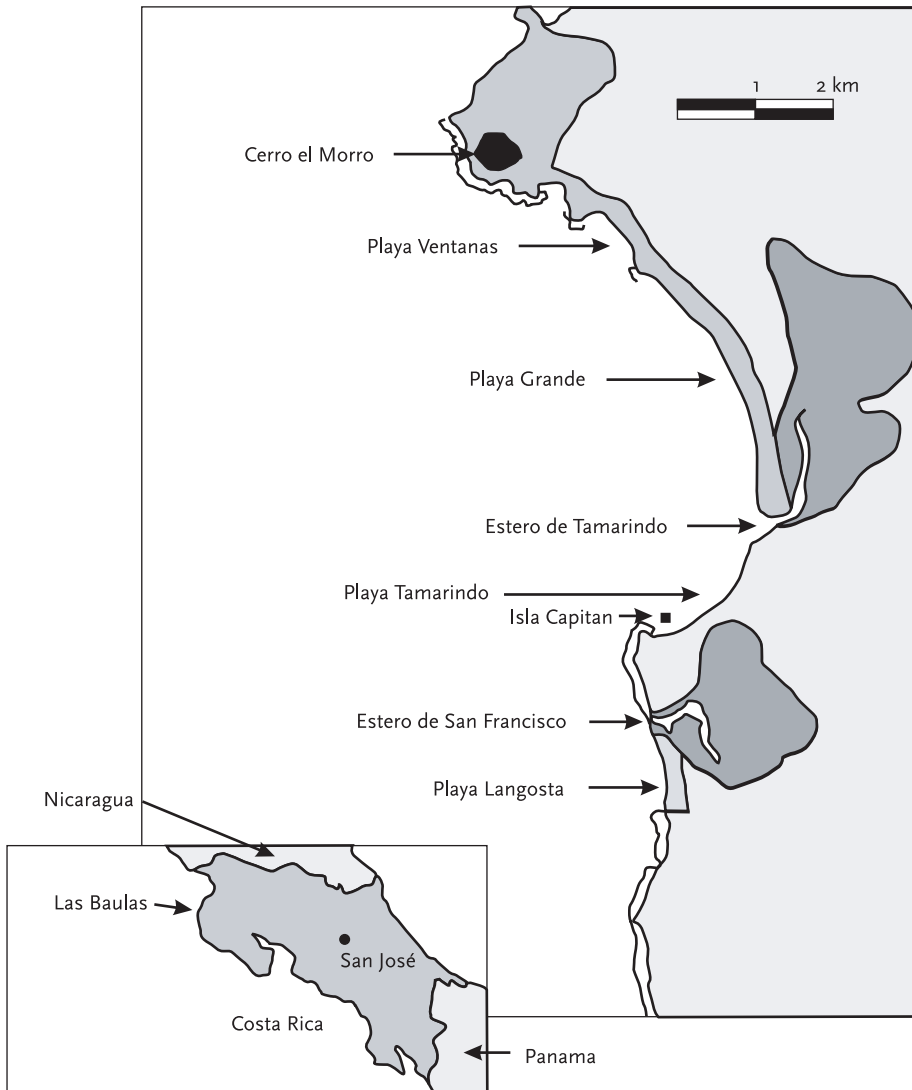 1 2 km
Cerro el Morro
Playa Ventanas
Playa Grande
Estero de Tamarindo
Playa Tamarindo
Isla Capitan
Estero de San Francisco
Playa Langosta
Nicaragua
Las Baulas
San José
Costa Rica
Panama